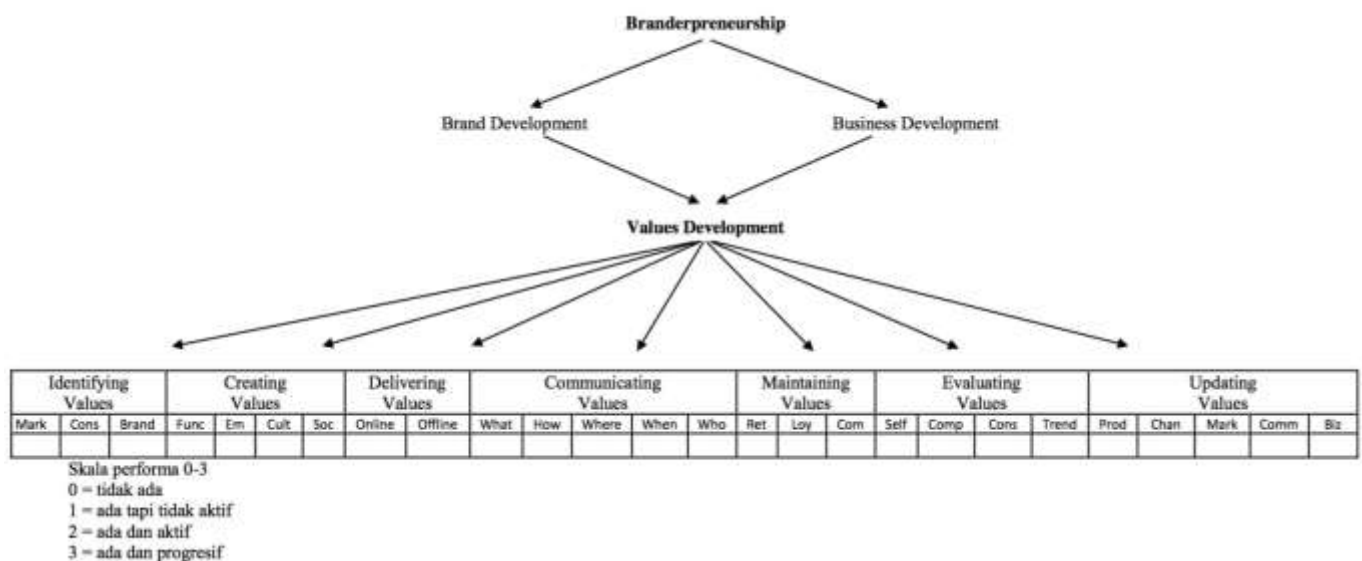 Branderpreneurship
Brand Development Business Development
Values Development
Identifying Values Creating Values Delivering Values Communicating Values Maintaining Values Evaluating Values Updating Values
Mark Cons Brand Func Em Cult Soc Online Offline What How Where When Who Ret Loy Com Self Comp Cons Trend Prod Chan Mark Comm Biz
Skala performa 0-3
0 = tidak ada
1 = ada tapi tidak aktif
2 = ada dan aktif
3 = ada dan progresif